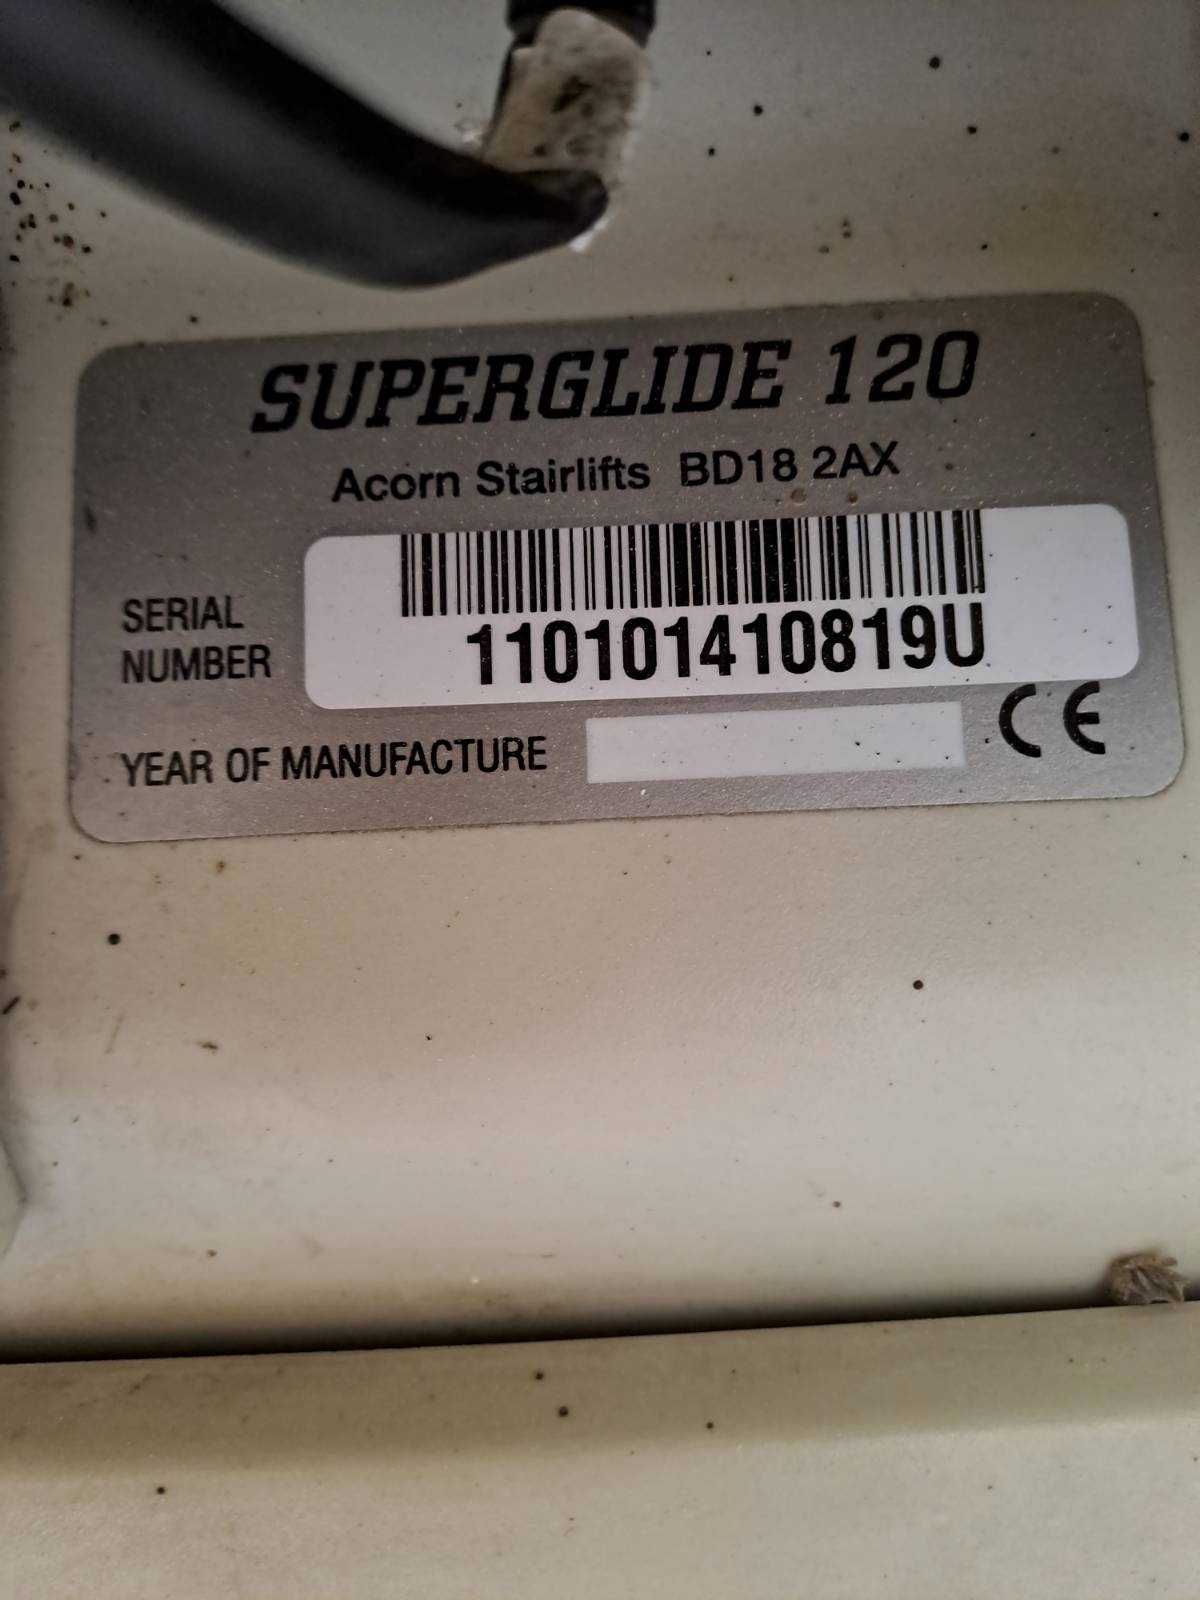 SUPERGLIDE 120
Acorn Stairlifts BD18 2AX
SERIAL
NUMBER
110101410819U
YEAR OF MANUFACTURE
CE